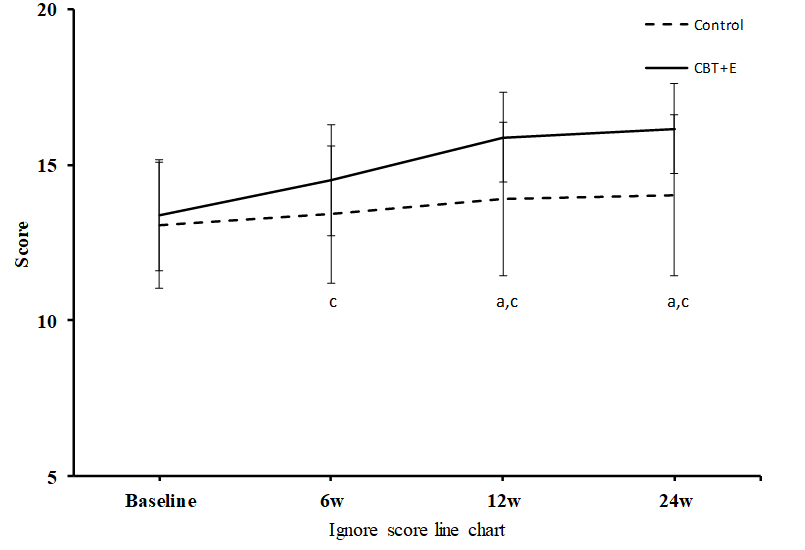 20
Control
CBT+E
15
Score
c
a,c
a,c
10
5
Baseline
6w
12w
24w
Ignore score line chart